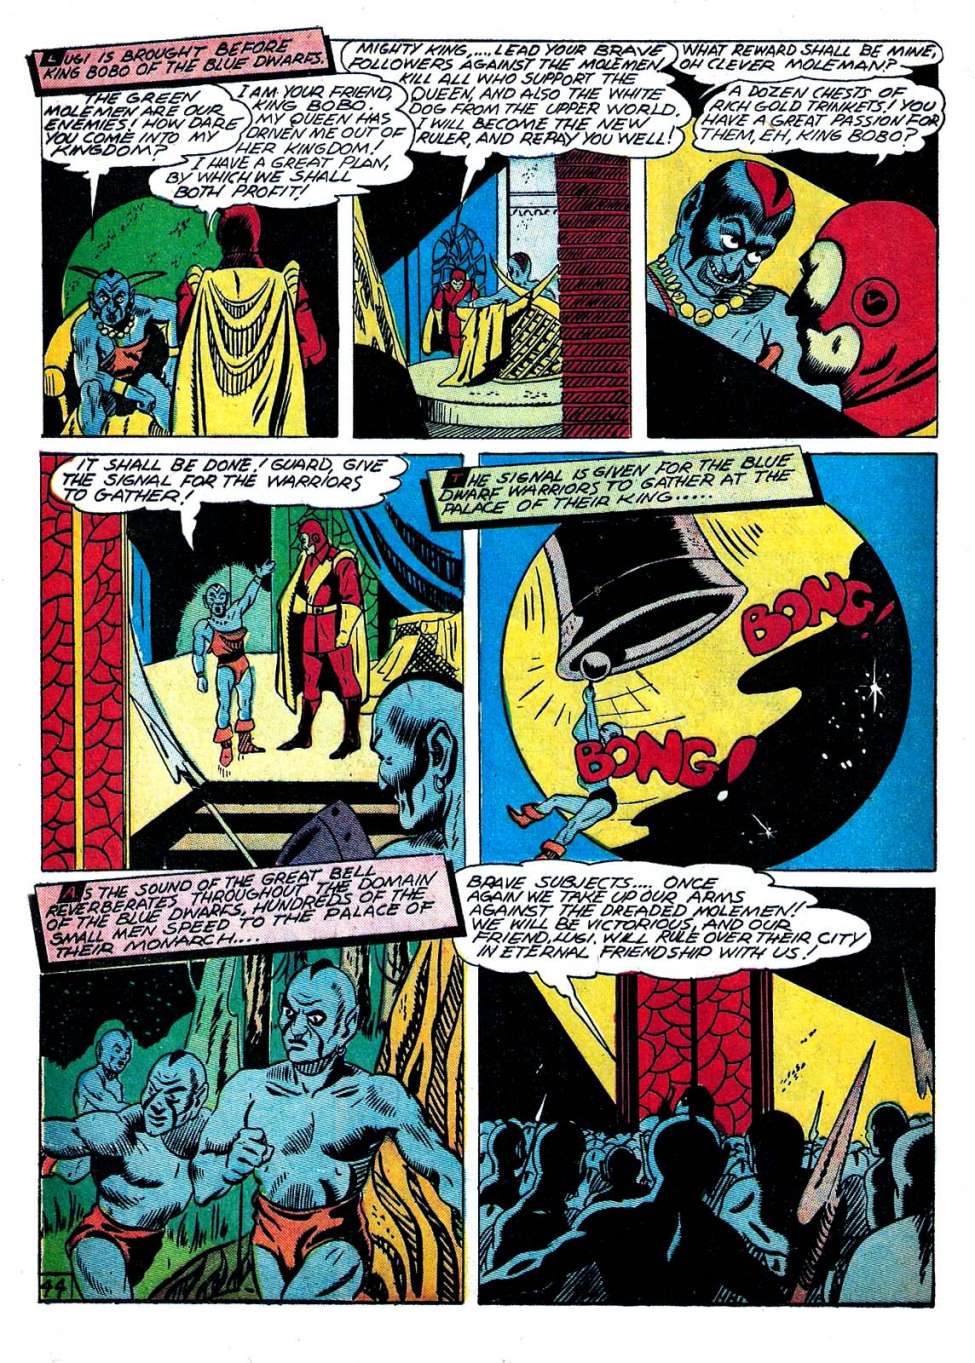 LUGI IS BROUGHT BEFORE
KING BOBO OF THE BLUE DWARFS.
THE GREEN
MOLEMEN ARE OUR
ENEMIES! HOW DARE
YOU COME INTO MY
KINGDOM?
I AM YOUR FRIEND,
KING BOBO.
MY QUEEN HAS
DRIVEN ME OUT OF
HER KINGDOM!
I HAVE A GREAT PLAN,
BY WHICH WE SHALL
BOTH PROFIT!
MIGHTY KING,.... LEAD YOUR BRAVE
FOLLOWERS AGAINST THE MOLEMEN,
KILL ALL WHO SUPPORT THE
QUEEN, AND ALSO THE WHITE
DOG FROM THE UPPER WORLD.
I WILL BECOME THE NEW
RULER, AND REPAY YOU WELL!
WHAT REWARD SHALL BE MINE,
OH CLEVER MOLEMAN?
A DOZEN CHESTS OF
RICH GOLD TRINKETS! YOU
HAVE A GREAT PASSION FOR
THEM, EH, KING BOBO?
IT SHALL BE DONE! GUARD, GIVE
THE SIGNAL FOR THE WARRIORS
TO GATHER!
THE SIGNAL IS GIVEN FOR THE BLUE
DWARF WARRIORS TO GATHER AT THE
PALACE OF THEIR KING.....
BONG!
BONG!
AS THE SOUND OF THE GREAT BELL
REVERBERATES THROUGHOUT THE DOMAIN
OF THE BLUE DWARFS, HUNDREDS OF THE
SMALL MEN SPEED TO THE PALACE OF
THEIR MONARCH....
BRAVE SUBJECTS.... ONCE
AGAIN WE TAKE UP OUR ARMS
AGAINST THE DREADED MOLEMEN!!
WE WILL BE VICTORIOUS, AND OUR
FRIEND, LUGI, WILL RULE OVER THEIR CITY
IN ETERNAL FRIENDSHIP WITH US!
44